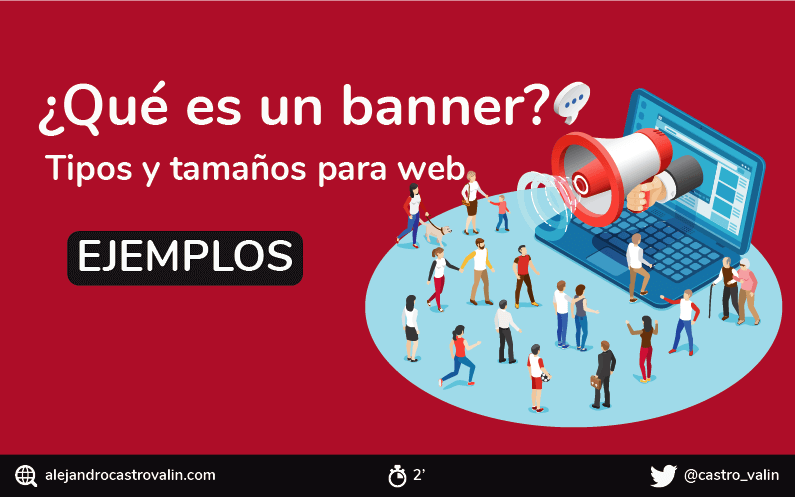 ¿Qué es un banner?
Tipos y tamaños para web
EJEMPLOS
alejandrocastrovalin.com
2’
@castro_valin